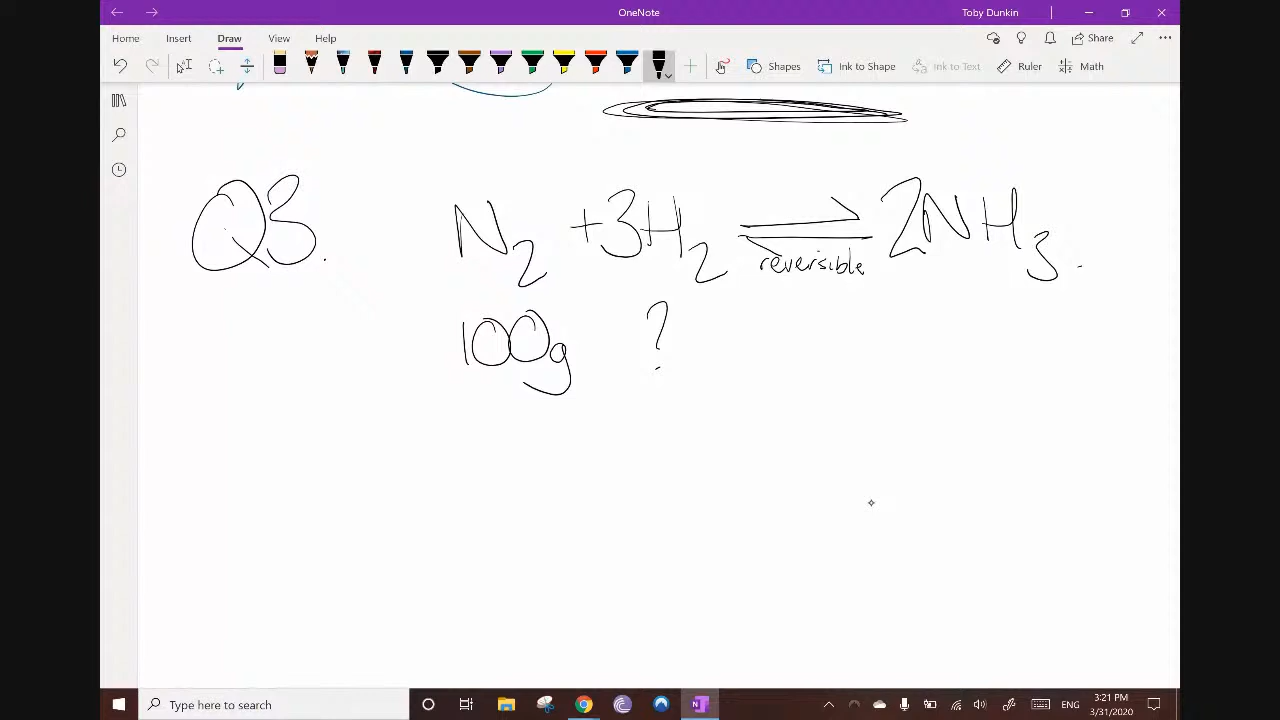 OneNote
Toby Dunkin
Home Insert Draw View Help
Share
Shapes Ink to Shape Ink to Text Ruler Math
Q3. N2 +3H2 ⇌ 2NH3.
reversible
100g ?
Type here to search
ENG
3:21 PM
3/31/2020